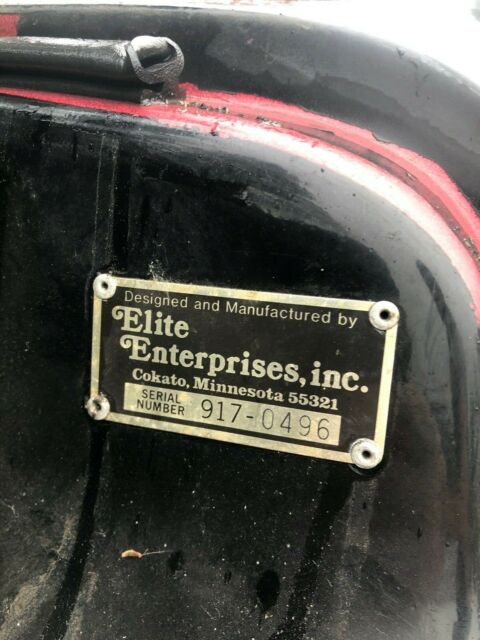 Designed and Manufactured by
Elite
Enterprises, inc.
Cokato, Minnesota 55321
SERIAL
NUMBER 917-0496